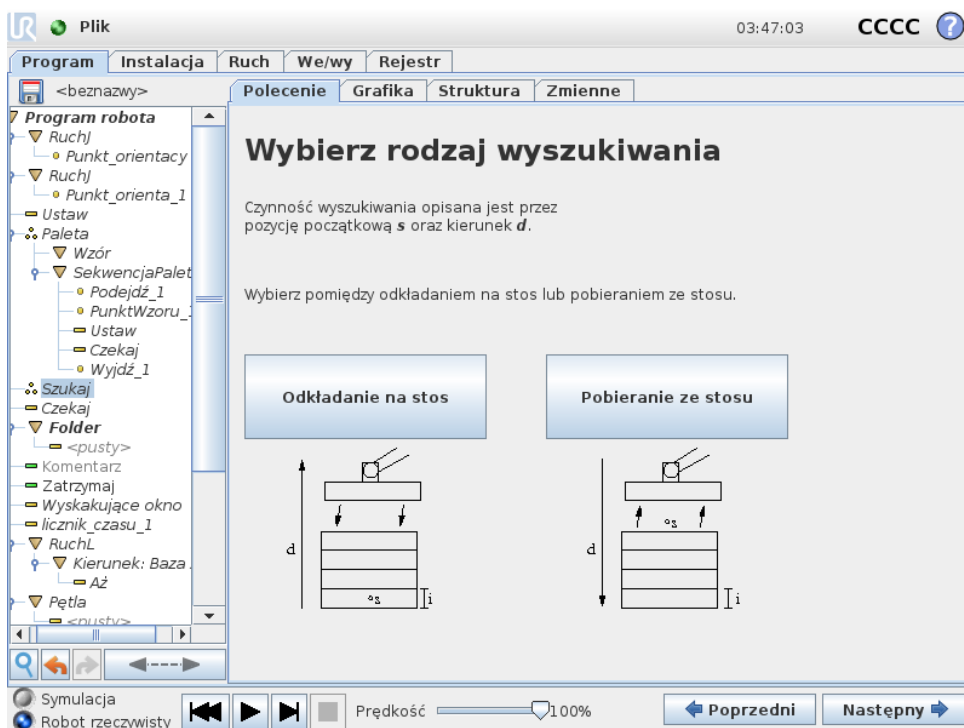 UR Plik 03:47:03 CCCC ?
Program Instalacja Ruch We/wy Rejestr
<beznazwy> Polecenie Grafika Struktura Zmienne
Program robota
RuchJ
Punkt_orientacy
RuchJ
Punkt_orienta_1
Ustaw
Paleta
Wzór
SekwencjaPalet
Podejdź_1
PunktWzoru_1
Ustaw
Czekaj
Wyjdź_1
Szukaj
Czekaj
Folder
<pusty>
Komentarz
Zatrzymaj
Wyskakujące okno
licznik_czasu_1
RuchL
Kierunek: Baza
Aż
Pętla
<pusty>
Wybierz rodzaj wyszukiwania
Czynność wyszukiwania opisana jest przez
pozycję początkową s oraz kierunek d.
Wybierz pomiędzy odkładaniem na stos lub pobieraniem ze stosu.
Odkładanie na stos Pobieranie ze stosu
d s i
d s i
Symulacja
Robot rzeczywisty
Prędkość 100%
Poprzedni Następny